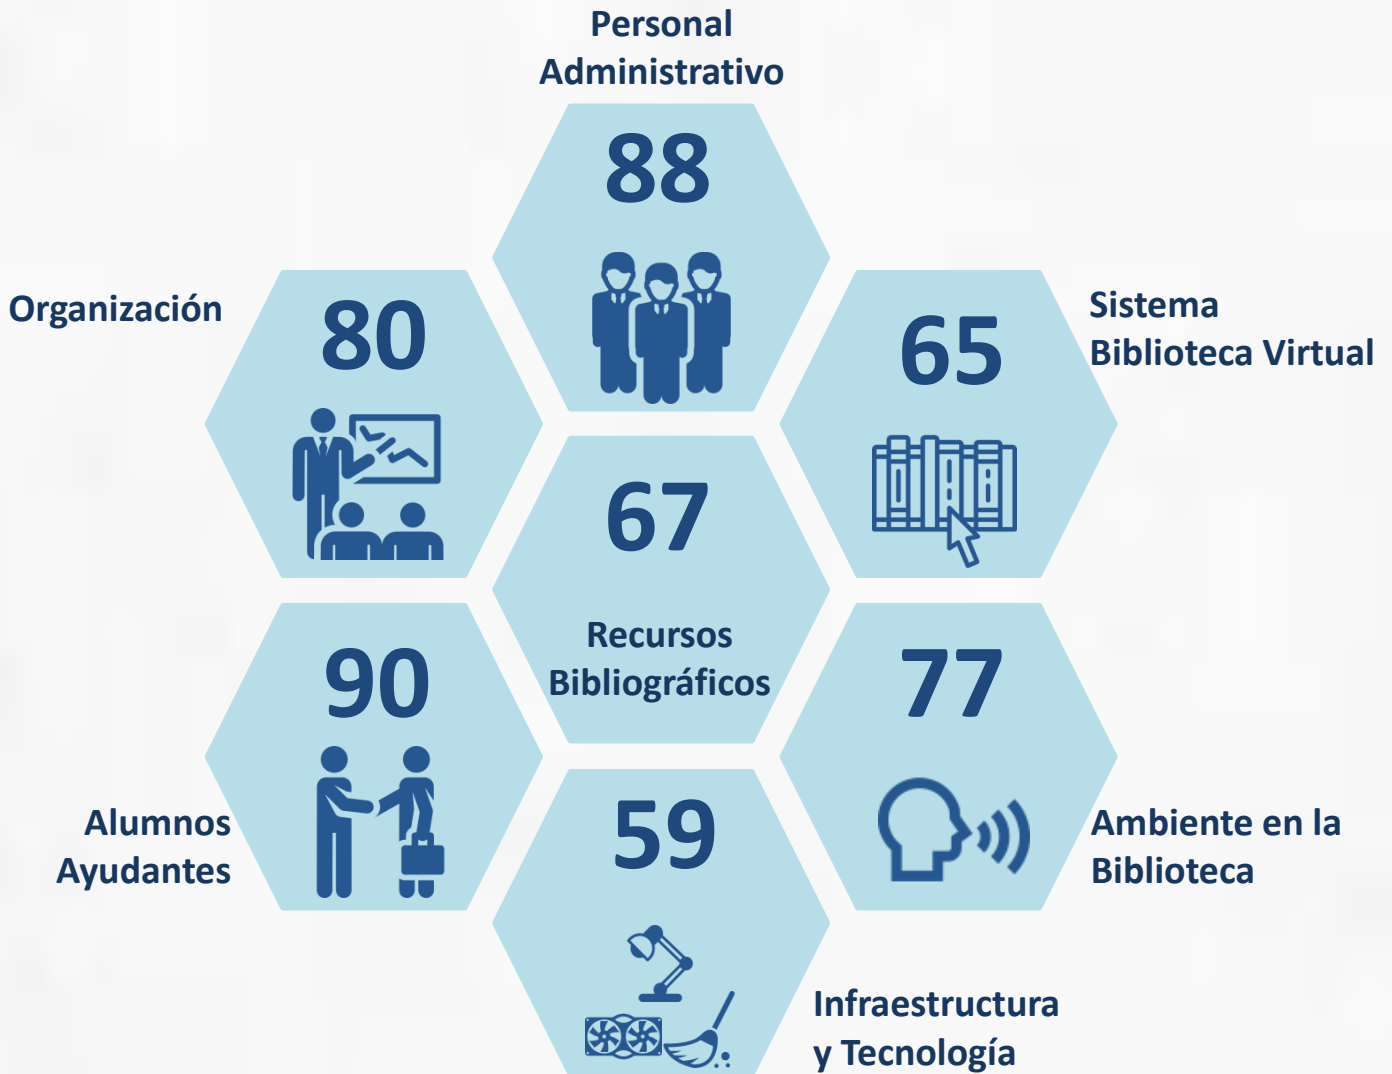 Personal
Administrativo
88
Organización
80
Sistema
Biblioteca Virtual
65
67
Recursos
Bibliográficos
90
Alumnos
Ayudantes
77
Ambiente en la
Biblioteca
59
Infraestructura
y Tecnología